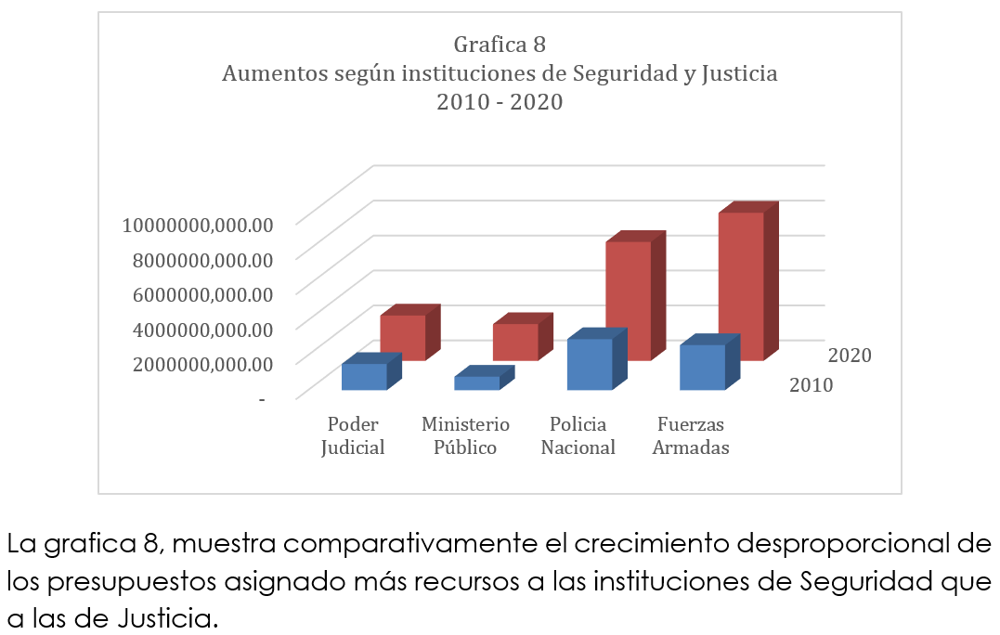 Grafica 8
Aumentos según instituciones de Seguridad y Justicia
2010 - 2020
10000000,000.00
8000000,000.00
6000000,000.00
4000000,000.00
2000000,000.00
-
2020
2010
Poder Judicial
Ministerio Público
Policia Nacional
Fuerzas Armadas
La grafica 8, muestra comparativamente el crecimiento desproporcional de
los presupuestos asignado más recursos a las instituciones de Seguridad que
a las de Justicia.